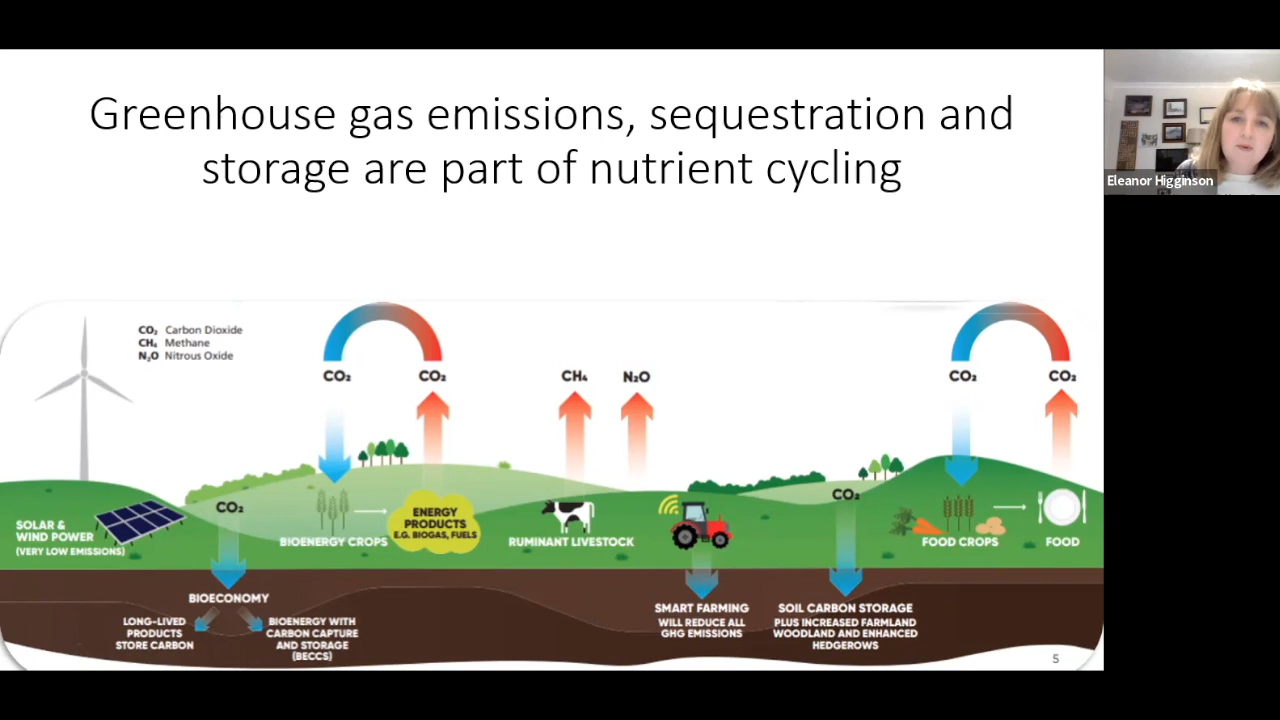 Greenhouse gas emissions, sequestration and
storage are part of nutrient cycling
Eleanor Higginson
CO₂ Carbon Dioxide
CH₄ Methane
N₂O Nitrous Oxide
CO₂
CO₂
CH₄
N₂O
CO₂
CO₂
SOLAR &
WIND POWER
(VERY LOW EMISSIONS)
CO₂
BIOENERGY CROPS
ENERGY
PRODUCTS
E.G. BIOGAS, FUELS
RUMINANT LIVESTOCK
CO₂
FOOD CROPS
FOOD
BIOECONOMY
LONG-LIVED
PRODUCTS
STORE CARBON
BIOENERGY WITH
CARBON CAPTURE
AND STORAGE
(BECCS)
SMART FARMING
WILL REDUCE ALL
GHG EMISSIONS
SOIL CARBON STORAGE
PLUS INCREASED FARMLAND
WOODLAND AND ENHANCED
HEDGEROWS
5